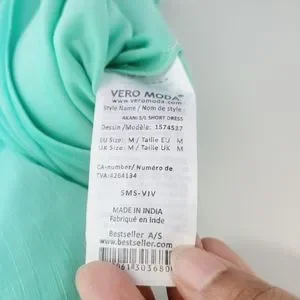 VERO MODA
www.veromoda.com
Style Name / Nom de style :
AKANI S/L SHORT DRESS
Dessin /Modèle: 1574537
EU Size: M / Taille EU M
UK Size: M / Taille UK M
CA-number/ Numéro de
TVA:#264134
SMS-VIV
MADE IN INDIA
Fabriqué en Inde
Bestseller A/S
www.bestseller.com